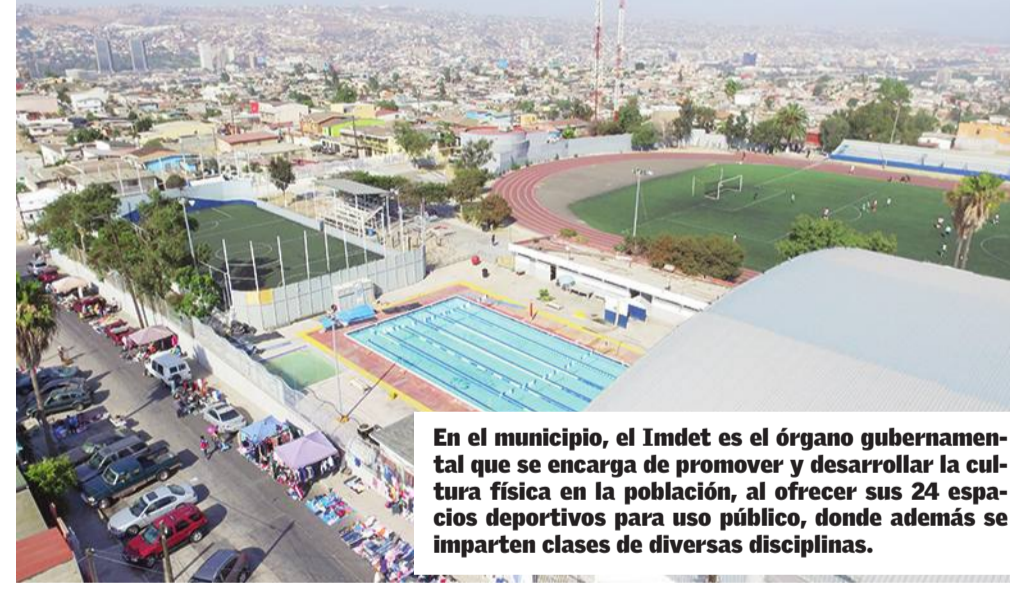 En el municipio, el Imdet es el órgano gubernamen-
tal que se encarga de promover y desarrollar la cul-
tura física en la población, al ofrecer sus 24 espa-
cios deportivos para uso público, donde además se
imparten clases de diversas disciplinas.